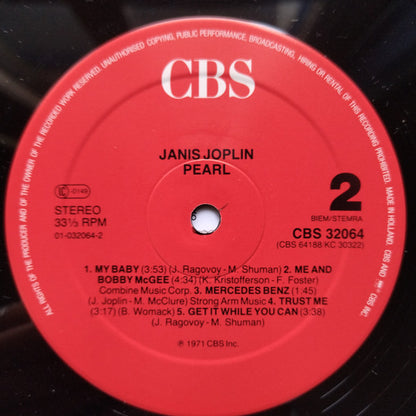 ALL RIGHTS OF THE PRODUCER AND OF THE OWNER OF THE RECORDED WORK RESERVED. UNAUTHORISED COPYING, PUBLIC PERFORMANCE, BROADCASTING, HIRING OR RENTAL OF THIS RECORDING PROHIBITED. MADE IN HOLLAND. CBS AND CBS INC.
CBS
JANIS JOPLIN
PEARL
LC -0149
STEREO
33⅓ RPM
01-032064-2
2
BIEM/STEMRA
CBS 32064
(CBS 64188/KC 30322)
1. MY BABY (3:53) (J. Ragovoy - M. Shuman) 2. ME AND
BOBBY McGEE (4:34) (K. Kristofferson - F. Foster)
Combine Music Corp. 3. MERCEDES BENZ (1:45)
(J. Joplin - M. McClure) Strong Arm Music 4. TRUST ME
(3:17) (B. Womack) 5. GET IT WHILE YOU CAN (3:38)
(J. Ragovoy - M. Shuman)
℗ 1971 CBS Inc.